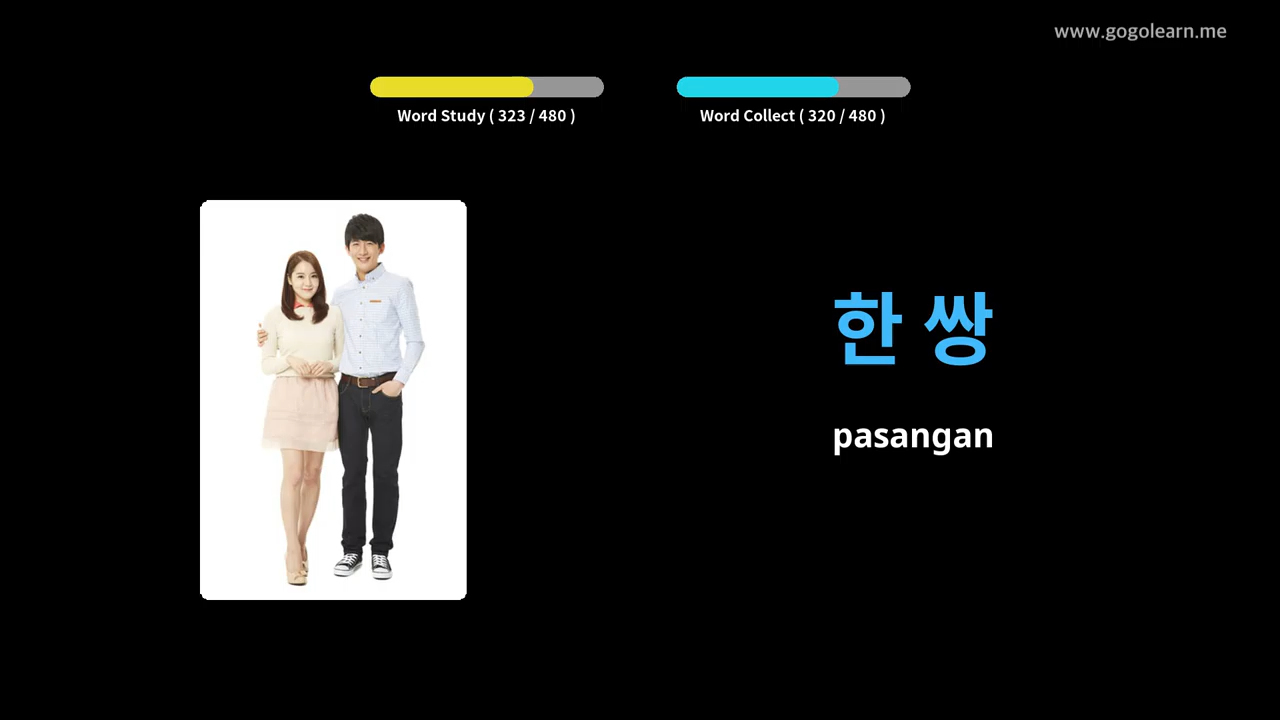 www.gogolearn.me
Word Study ( 323 / 480 )
Word Collect ( 320 / 480 )
한 쌍
pasangan